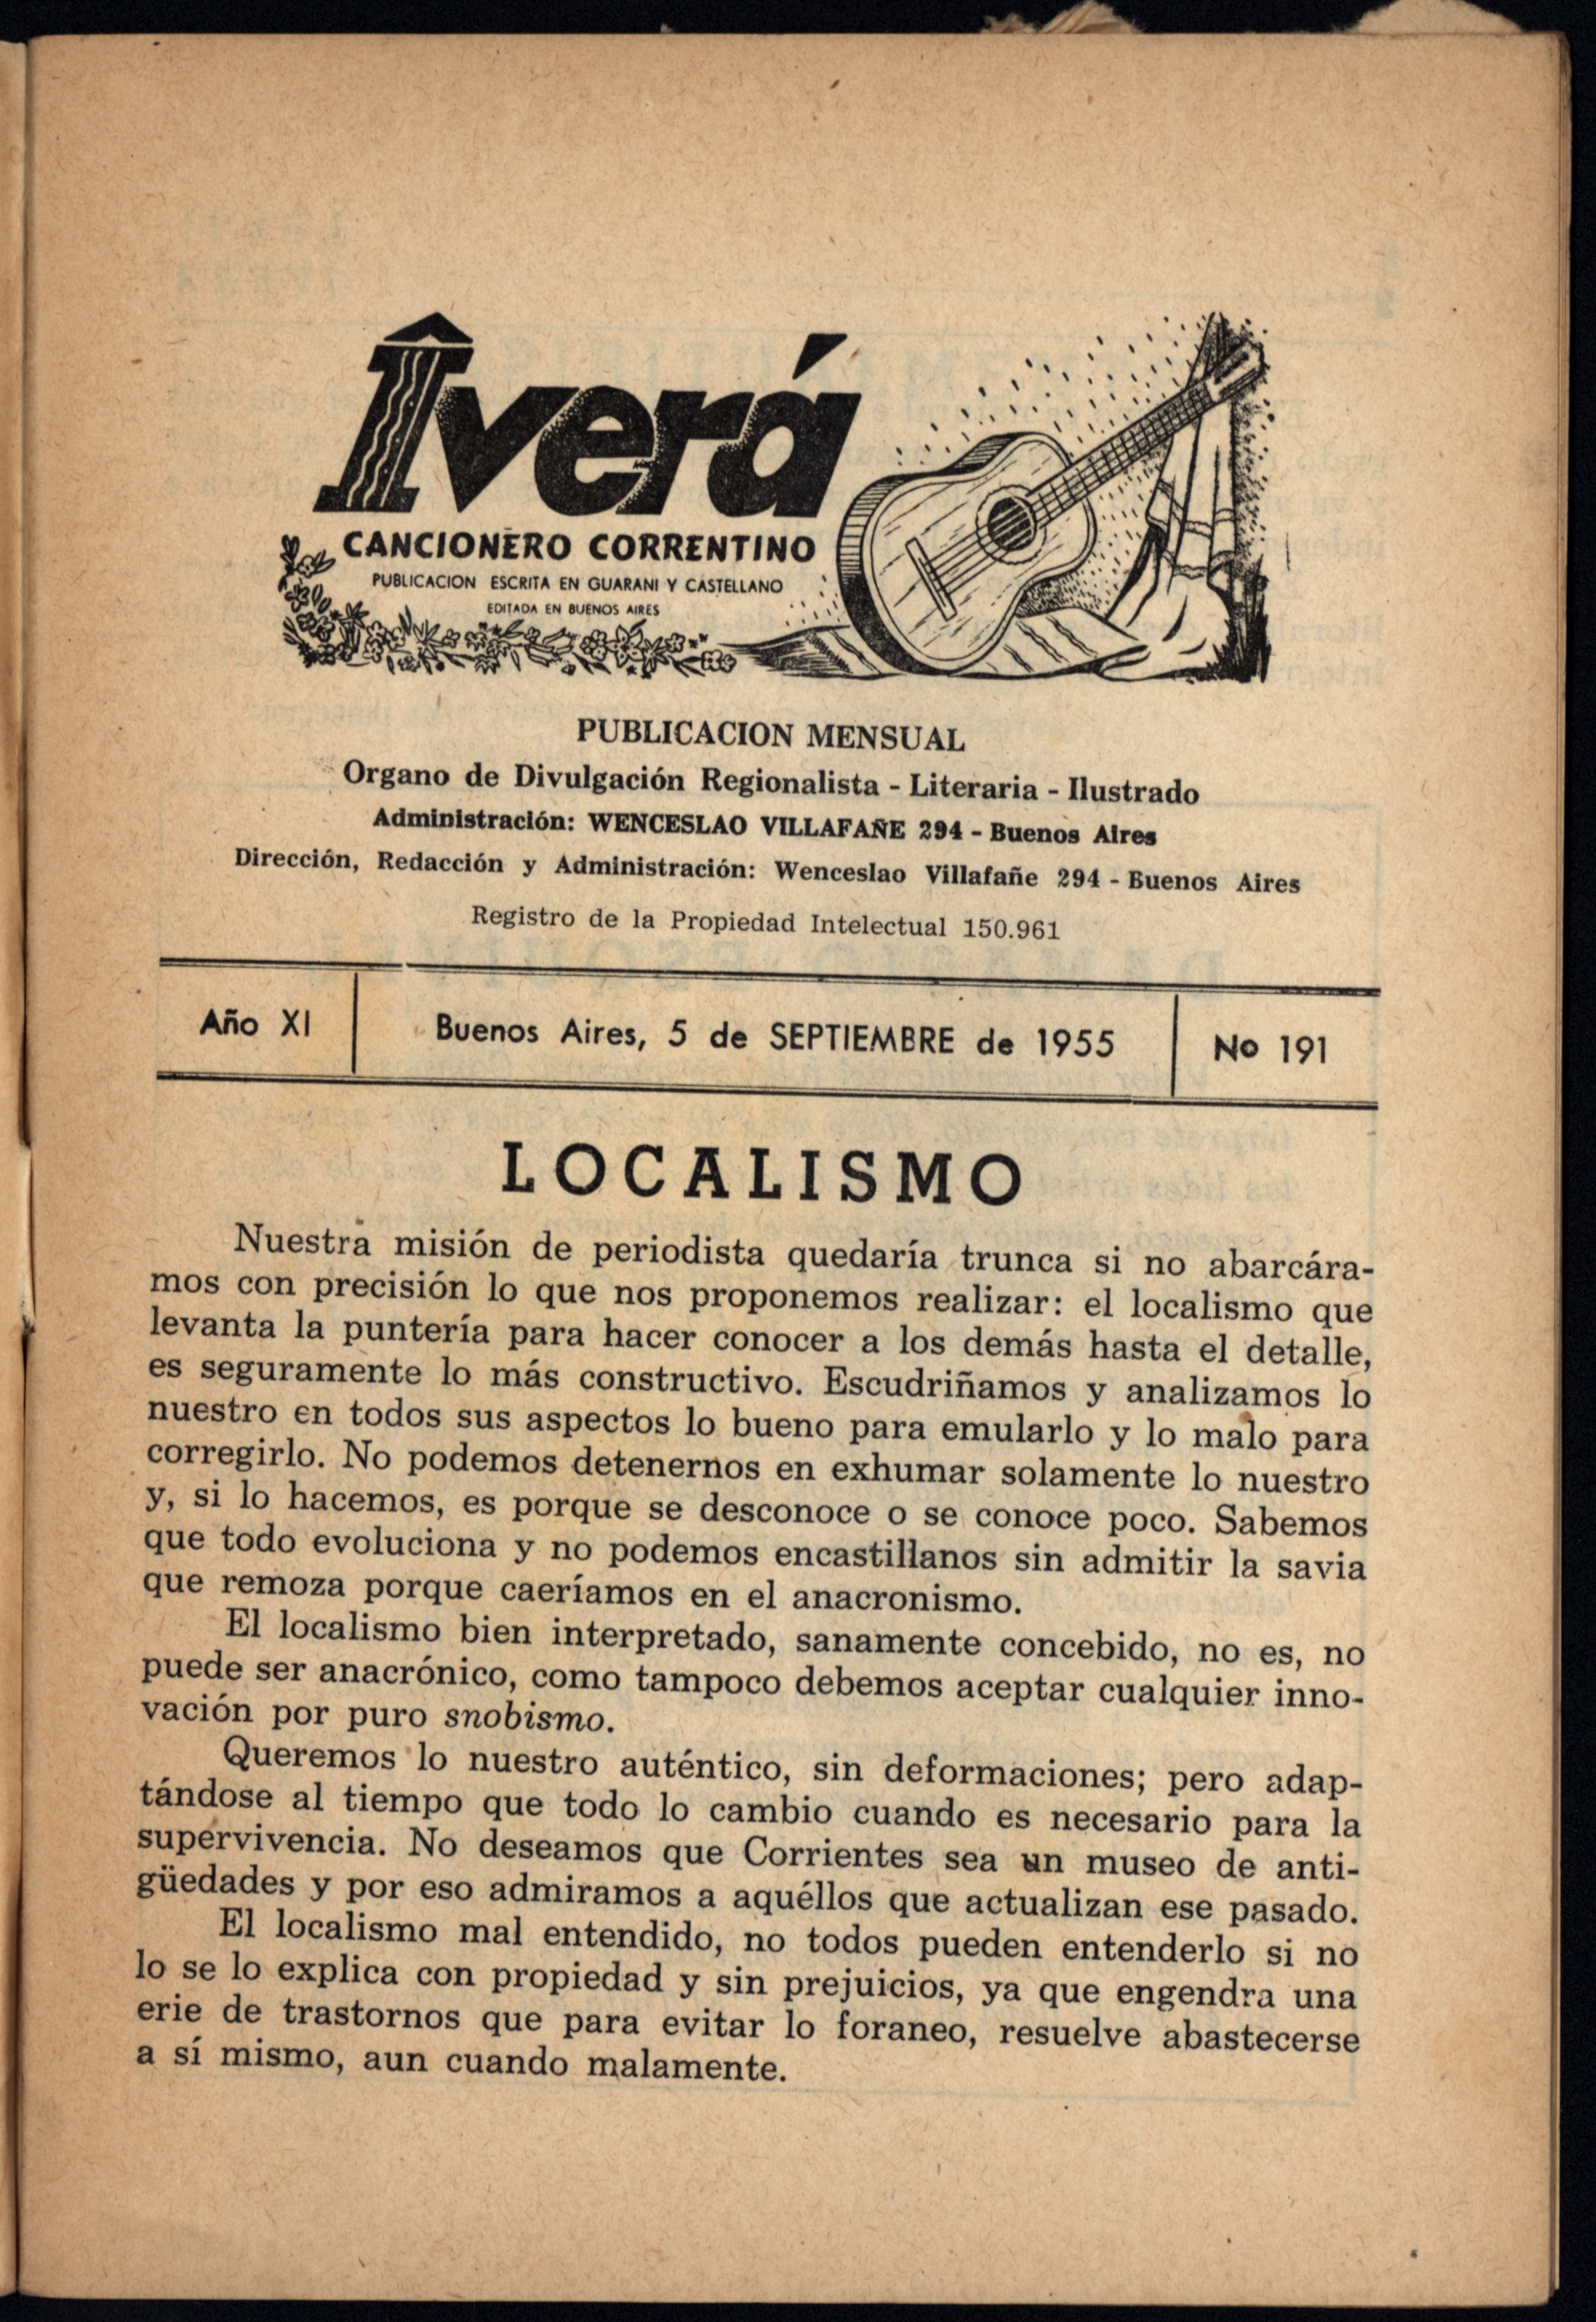 Îverá
CANCIONERO CORRENTINO
PUBLICACION ESCRITA EN GUARANI Y CASTELLANO
EDITADA EN BUENOS AIRES
PUBLICACION MENSUAL
Organo de Divulgación Regionalista - Literaria - Ilustrado
Administración: WENCESLAO VILLAFAÑE 294 - Buenos Aires
Dirección, Redacción y Administración: Wenceslao Villafañe 294 - Buenos Aires
Registro de la Propiedad Intelectual 150.961
Año XI
Buenos Aires, 5 de SEPTIEMBRE de 1955
No 191
LOCALISMO
Nuestra misión de periodista quedaría trunca si no abarcára-
mos con precisión lo que nos proponemos realizar: el localismo que
levanta la puntería para hacer conocer a los demás hasta el detalle,
es seguramente lo más constructivo. Escudriñamos y analizamos lo
nuestro en todos sus aspectos lo bueno para emularlo y lo malo para
corregirlo. No podemos detenernos en exhumar solamente lo nuestro
y, si lo hacemos, es porque se desconoce o se conoce poco. Sabemos
que todo evoluciona y no podemos encastillanos sin admitir la savia
que remoza porque caeríamos en el anacronismo.
El localismo bien interpretado, sanamente concebido, no es, no
puede ser anacrónico, como tampoco debemos aceptar cualquier inno-
vación por puro snobismo.
Queremos lo nuestro auténtico, sin deformaciones; pero adap-
tándose al tiempo que todo lo cambio cuando es necesario para la
supervivencia. No deseamos que Corrientes sea un museo de anti-
güedades y por eso admiramos a aquéllos que actualizan ese pasado.
El localismo mal entendido, no todos pueden entenderlo si no
lo se lo explica con propiedad y sin prejuicios, ya que engendra una
erie de trastornos que para evitar lo foraneo, resuelve abastecerse
a sí mismo, aun cuando malamente.